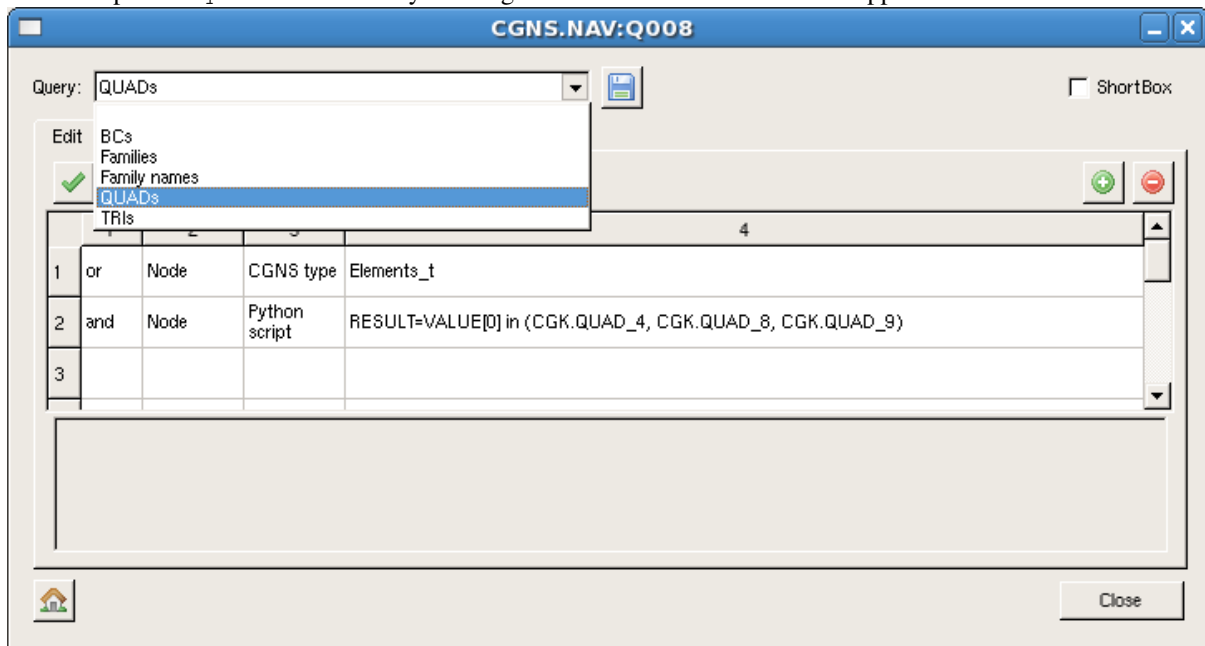 CGNS.NAV:Q008
Query: QUADs
ShortBox
Edit
BCs
Families
Family names
QUADs
TRIs
4
1 or Node CGNS type Elements_t
2 and Node Python script RESULT=VALUE[0] in (CGK.QUAD_4, CGK.QUAD_8, CGK.QUAD_9)
3
Close